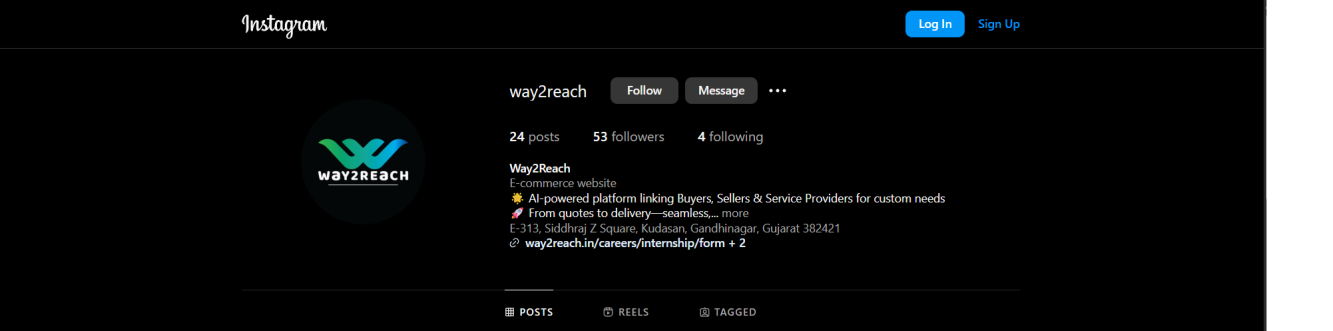 Instagram
Log In Sign Up
way2reach Follow Message
24 posts 53 followers 4 following
WAY2REACH
Way2Reach
E-commerce website
🌟 AI-powered platform linking Buyers, Sellers & Service Providers for custom needs
🚀 From quotes to delivery—seamless,... more
E-313, Siddhraj Z Square, Kudasan, Gandhinagar, Gujarat 382421
way2reach.in/careers/internship/form + 2
POSTS REELS TAGGED